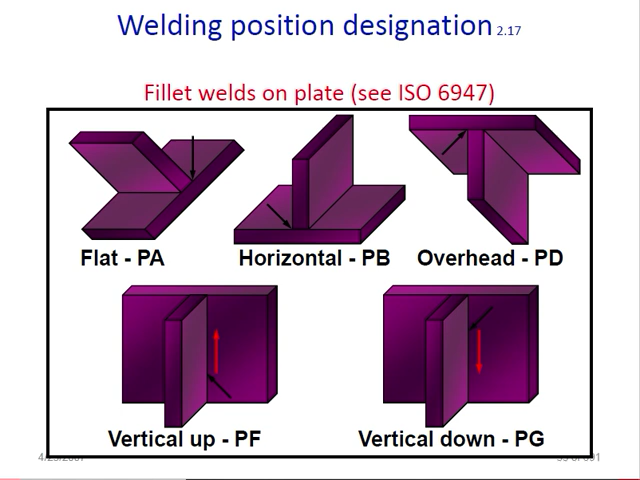 Welding position designation 2.17
Fillet welds on plate (see ISO 6947)
Flat - PA
Horizontal - PB
Overhead - PD
Vertical up - PF
Vertical down - PG